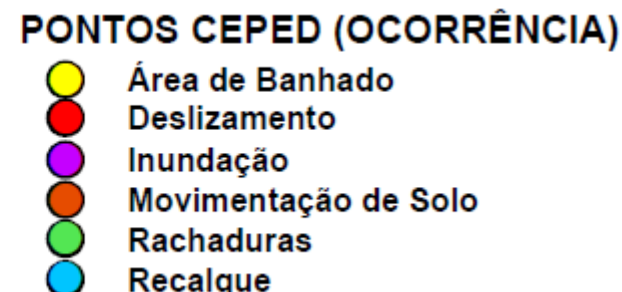 PONTOS CEPED (OCORRÊNCIA)
Área de Banhado
Deslizamento
Inundação
Movimentação de Solo
Rachaduras
Recalque